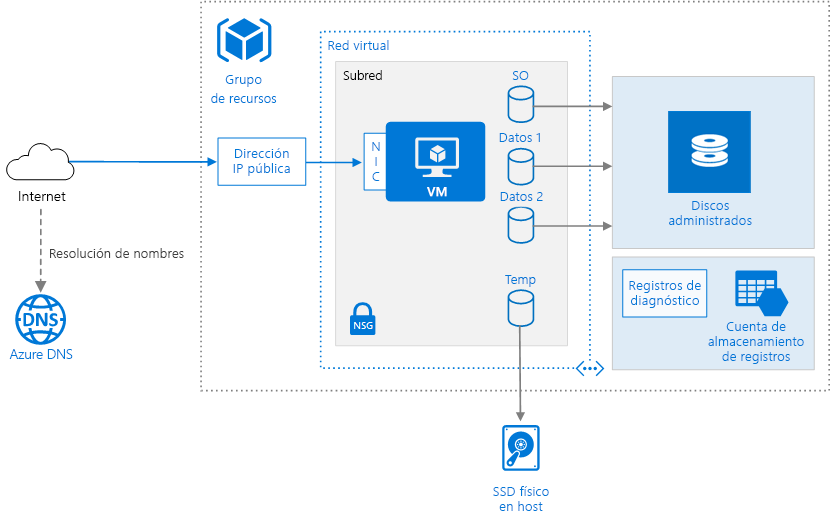 Grupo
de recursos
Red virtual
Subred
SO
Datos 1
Datos 2
Temp
Internet
Dirección
IP pública
N
I
C
VM
NSG
Resolución de nombres
DNS
Azure DNS
Discos
administrados
Registros de
diagnóstico
Cuenta de
almacenamiento
de registros
SSD físico
en host